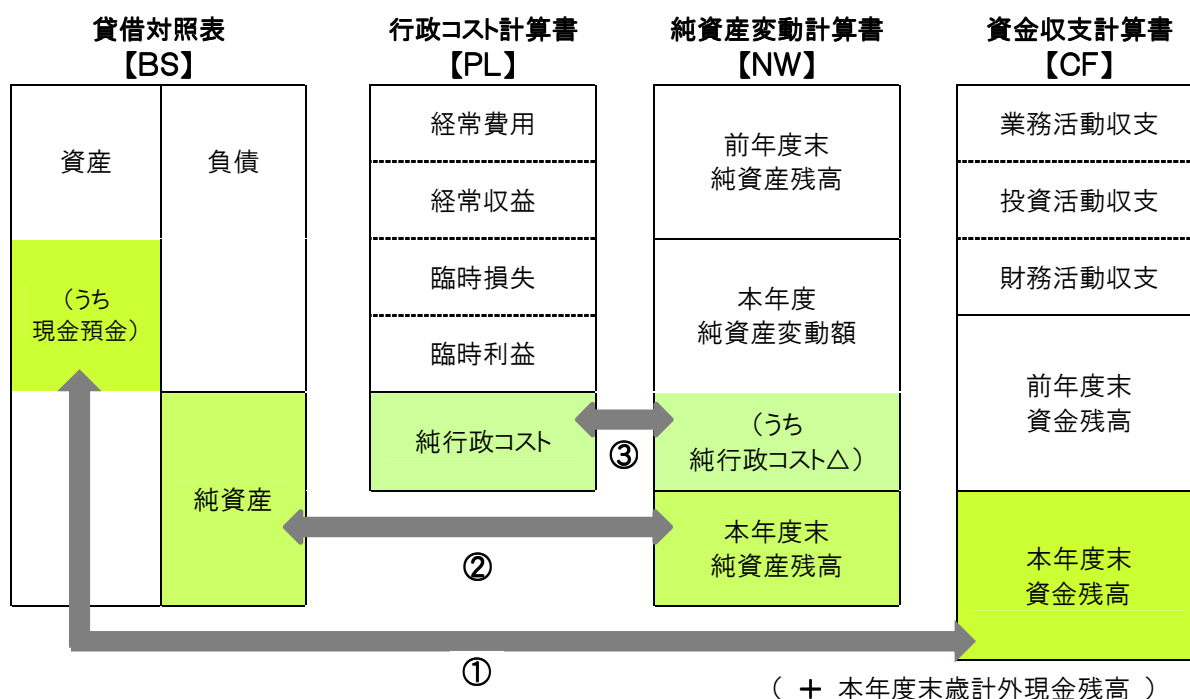 貸借対照表
【BS】
資産
負債
（うち
現金預金）
純資産
行政コスト計算書
【PL】
経常費用
経常収益
臨時損失
臨時利益
純行政コスト
純資産変動計算書
【NW】
前年度末
純資産残高
本年度
純資産変動額
（うち
純行政コスト△）
本年度末
純資産残高
資金収支計算書
【CF】
業務活動収支
投資活動収支
財務活動収支
前年度末
資金残高
本年度末
資金残高
③
②
①
（ ＋ 本年度末歳計外現金残高 ）